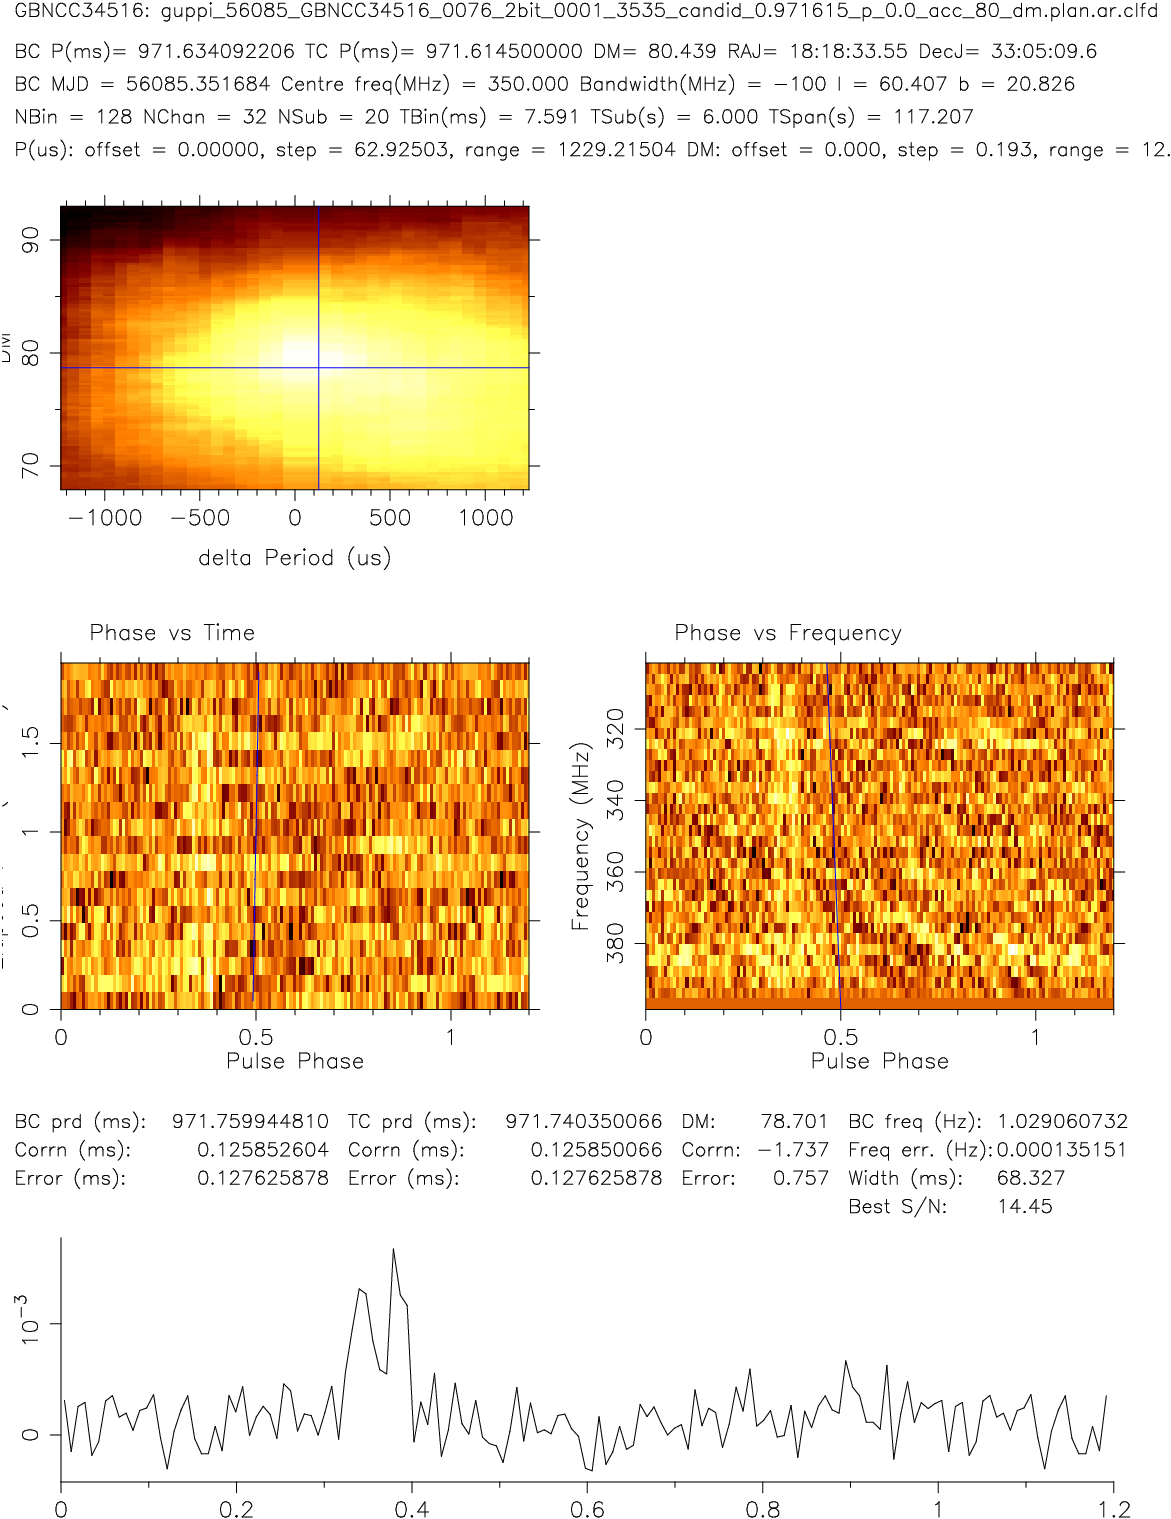 GBNCC34516: guppi_56085_GBNCC34516_0076_2bit_0001_3535_candid_0.971615_p_0.0_acc_80_dm.plan.ar.clfd
BC P(ms)= 971.634092206 TC P(ms)= 971.614500000 DM= 80.439 RAJ= 18:18:33.55 DecJ= 33:05:09.6
BC MJD = 56085.351684 Centre freq(MHz) = 350.000 Bandwidth(MHz) = −100 l = 60.407 b = 20.826
NBin = 128 NChan = 32 NSub = 20 TBin(ms) = 7.591 TSub(s) = 6.000 TSpan(s) = 117.207
P(us): offset = 0.00000, step = 62.92503, range = 1229.21504 DM: offset = 0.000, step = 0.193, range = 12.
90
80
70
DM
−1000 −500 0 500 1000
delta Period (us)
Phase vs Time
1.5
1
0.5
0
0 0.5 1
Pulse Phase
Phase vs Frequency
320
340
360
380
Frequency (MHz)
0 0.5 1
Pulse Phase
BC prd (ms): 971.759944810 TC prd (ms): 971.740350066 DM: 78.701 BC freq (Hz): 1.029060732
Corrn (ms): 0.125852604 Corrn (ms): 0.125850066 Corrn: −1.737 Freq err. (Hz): 0.000135151
Error (ms): 0.127625878 Error (ms): 0.127625878 Error: 0.757 Width (ms): 68.327
Best S/N: 14.45
10−3
0
0 0.2 0.4 0.6 0.8 1 1.2